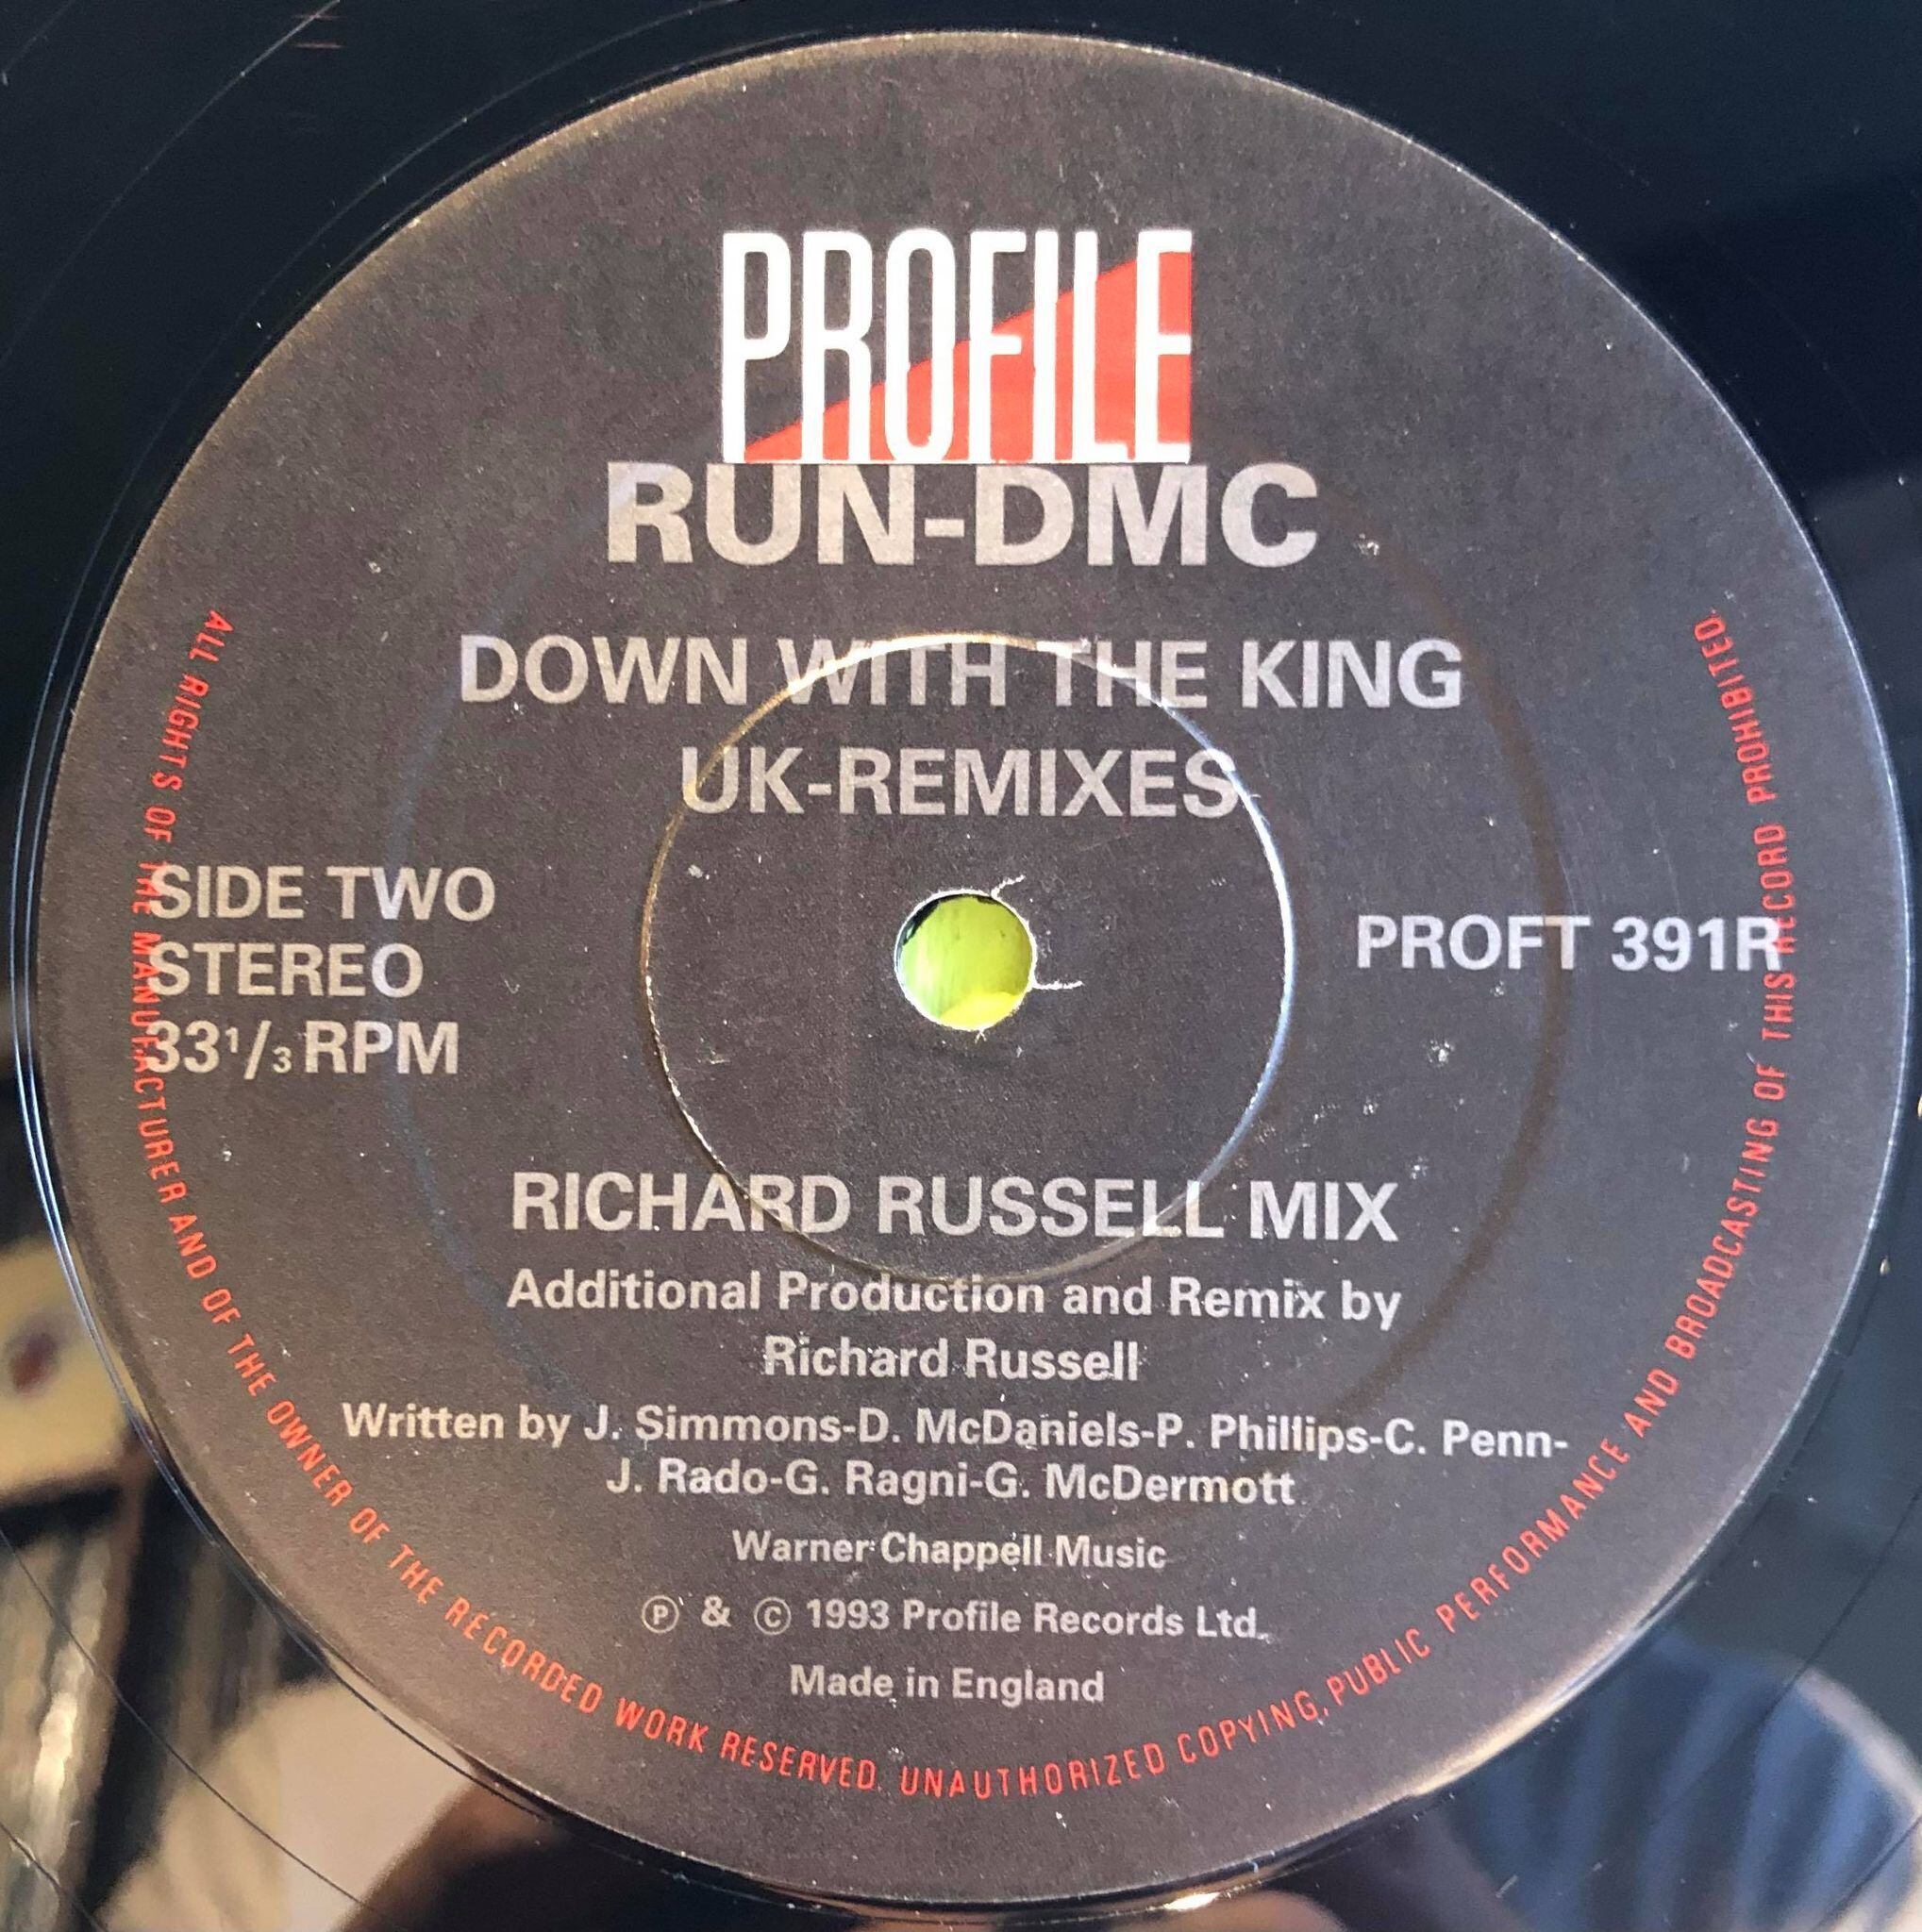 PROFILE
RUN-DMC
DOWN WITH THE KING
UK-REMIXES
SIDE TWO
STEREO
33 1/3 RPM
PROFT 391R
RICHARD RUSSELL MIX
Additional Production and Remix by
Richard Russell
Written by J. Simmons-D. McDaniels-P. Phillips-C. Penn-
J. Rado-G. Ragni-G. McDermott
Warner Chappell Music
Ⓟ & © 1993 Profile Records Ltd.
Made in England
ALL RIGHTS OF THE MANUFACTURER AND OF THE OWNER OF THE RECORDED WORK RESERVED. UNAUTHORIZED COPYING, PUBLIC PERFORMANCE AND BROADCASTING OF THIS RECORD PROHIBITED.